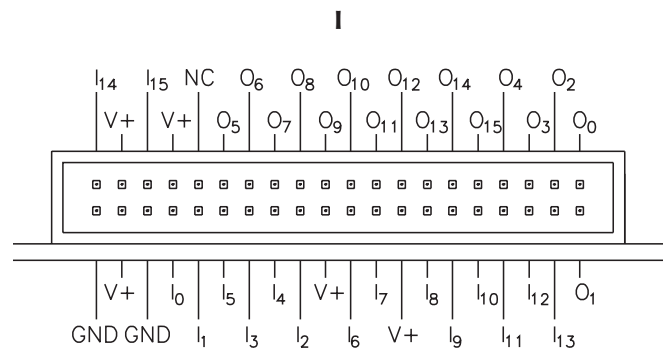 I
I14 I15 NC O6 O8 O10 O12 O14 O4 O2
V+ V+ O5 O7 O9 O11 O13 O15 O3 O0
V+ I0 I5 I4 V+ I7 I8 I10 I12 O1
GND GND I1 I3 I2 I6 V+ I9 I11 I13